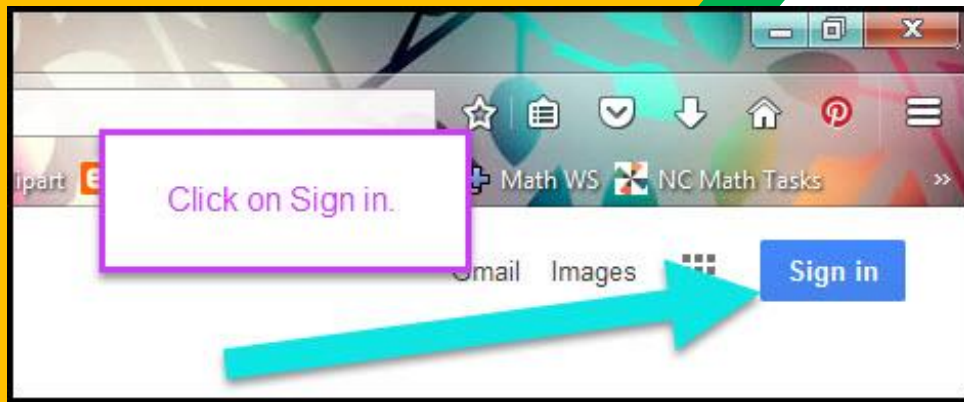 ipart
Math WS
NC Math Tasks
»
Click on Sign in.
Gmail Images
Sign in